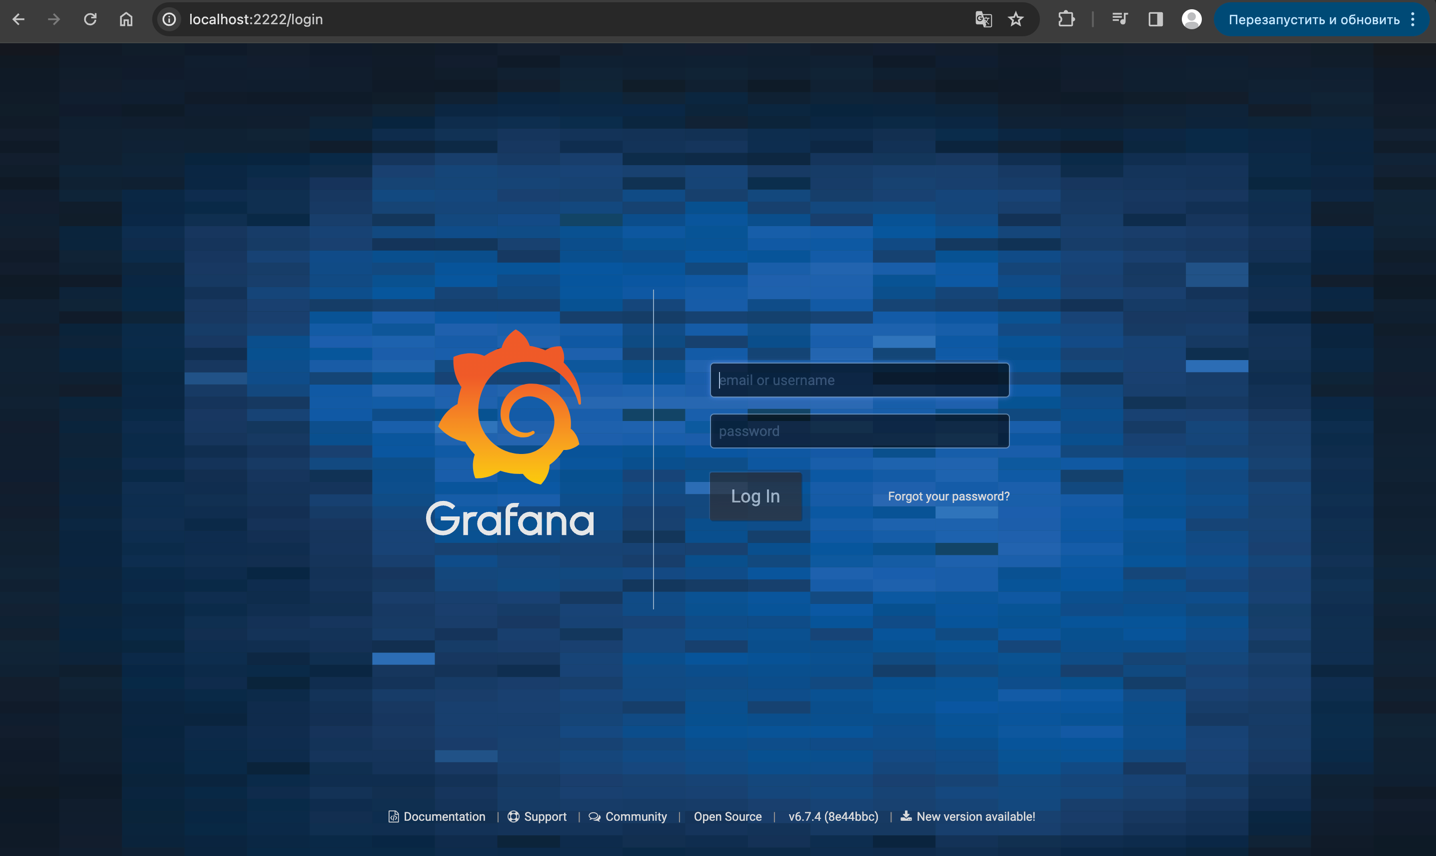 localhost:2222/login
Перезапустить и обновить
email or username
password
Log In
Forgot your password?
Grafana
Documentation | Support | Community | Open Source | v6.7.4 (8e44bbc) | New version available!